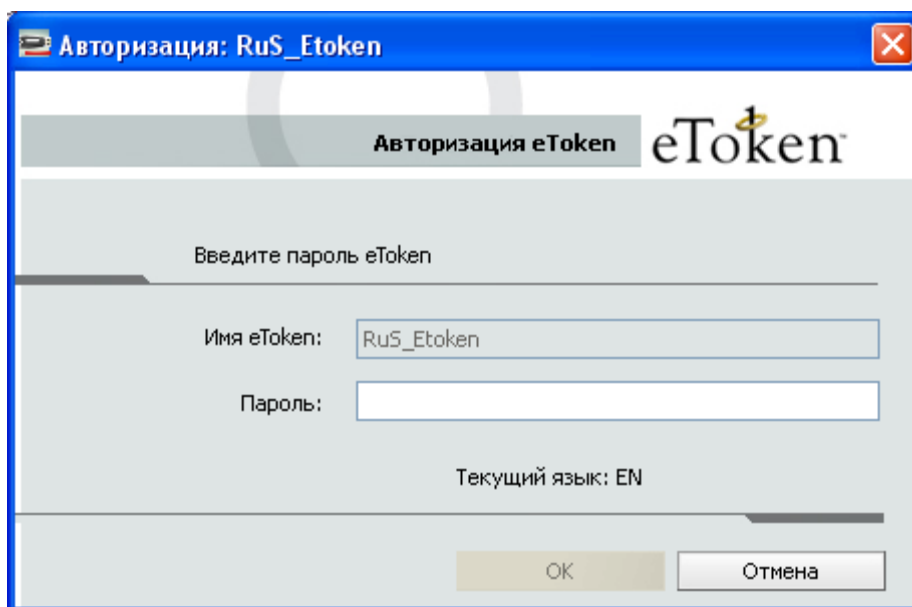 Авторизация: RuS_Etoken
Авторизация eToken
eToken
Введите пароль eToken
Имя eToken: RuS_Etoken
Пароль:
Текущий язык: EN
OK Отмена